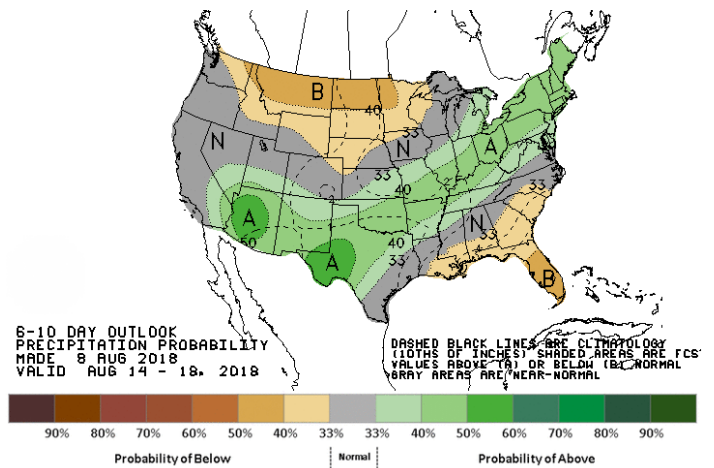 B
40
33
N
N
A
33
33
40
A
50
N
33
40
33
A
B
6-10 DAY OUTLOOK
PRECIPITATION PROBABILITY
MADE 8 AUG 2018
VALID AUG 14 - 18, 2018
DASHED BLACK LINES ARE CLIMATOLOGY
(10THS OF INCHES) SHADED AREAS ARE FCST
VALUES ABOVE (A) OR BELOW (B) NORMAL
GRAY AREAS ARE NEAR-NORMAL
90% 80% 70% 60% 50% 40% 33% 33% 40% 50% 60% 70% 80% 90%
Probability of Below Normal Probability of Above